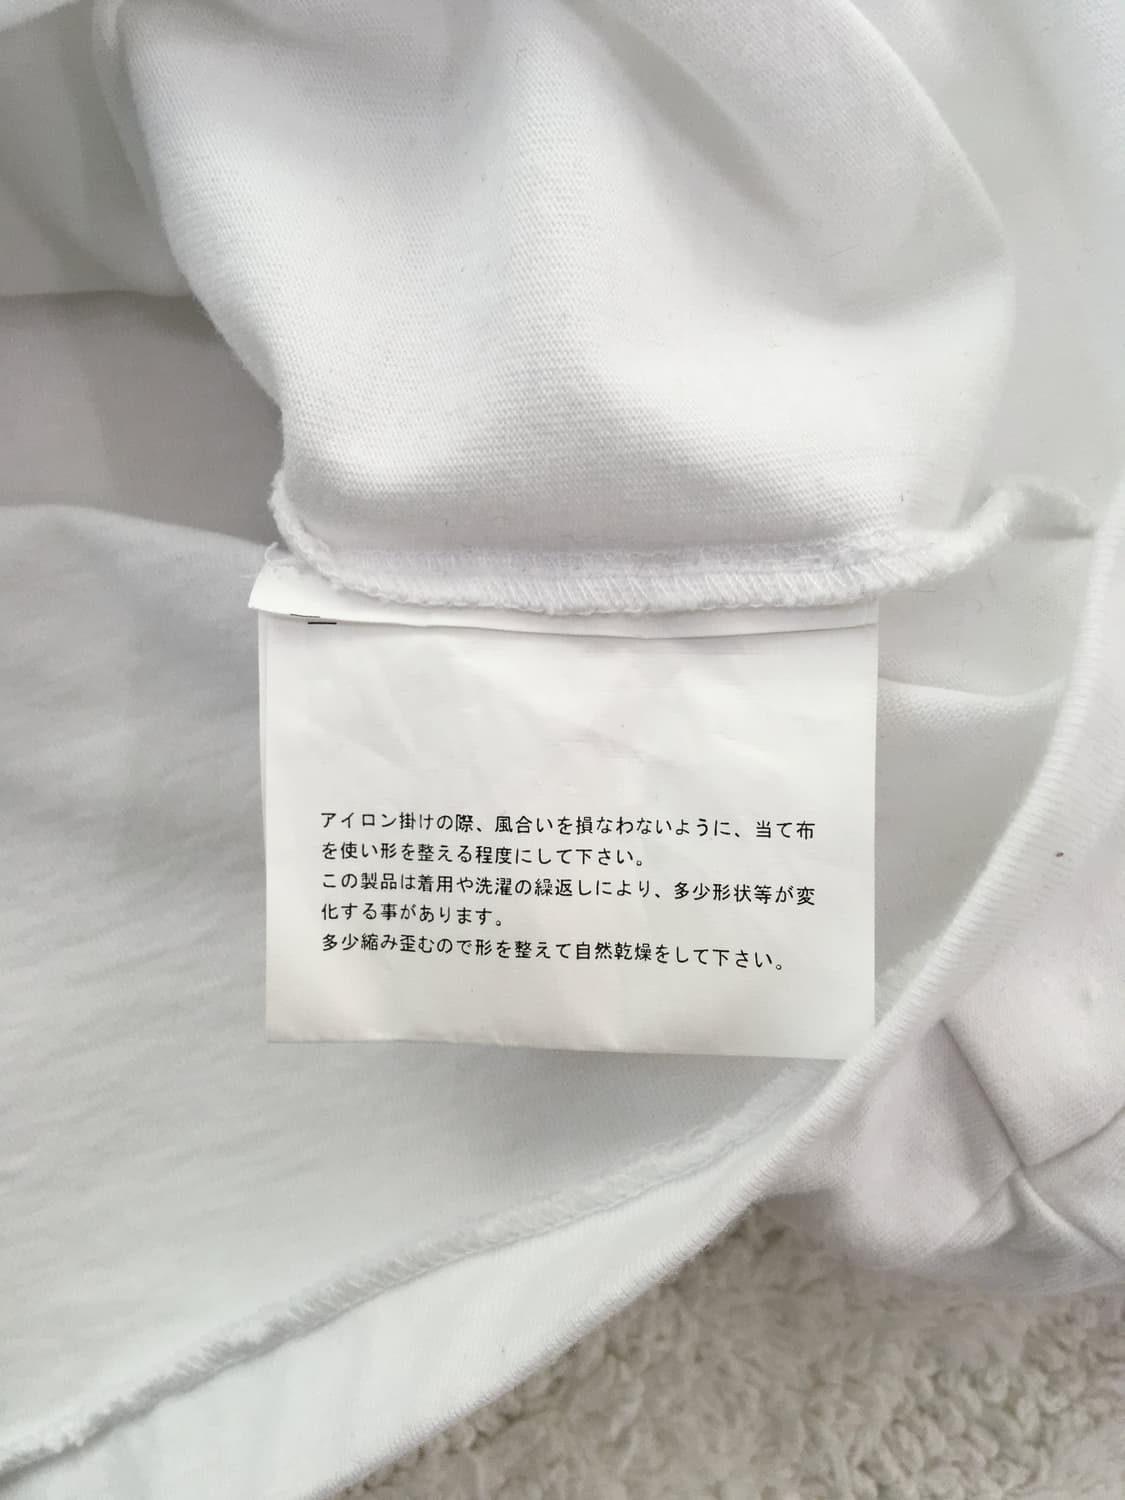 アイロン掛けの際、風合いを損なわないように、当て布
を使い形を整える程度にして下さい。
この製品は着用や洗濯の繰返しにより、多少形状等が変
化する事があります。
多少縮み歪むので形を整えて自然乾燥をして下さい。